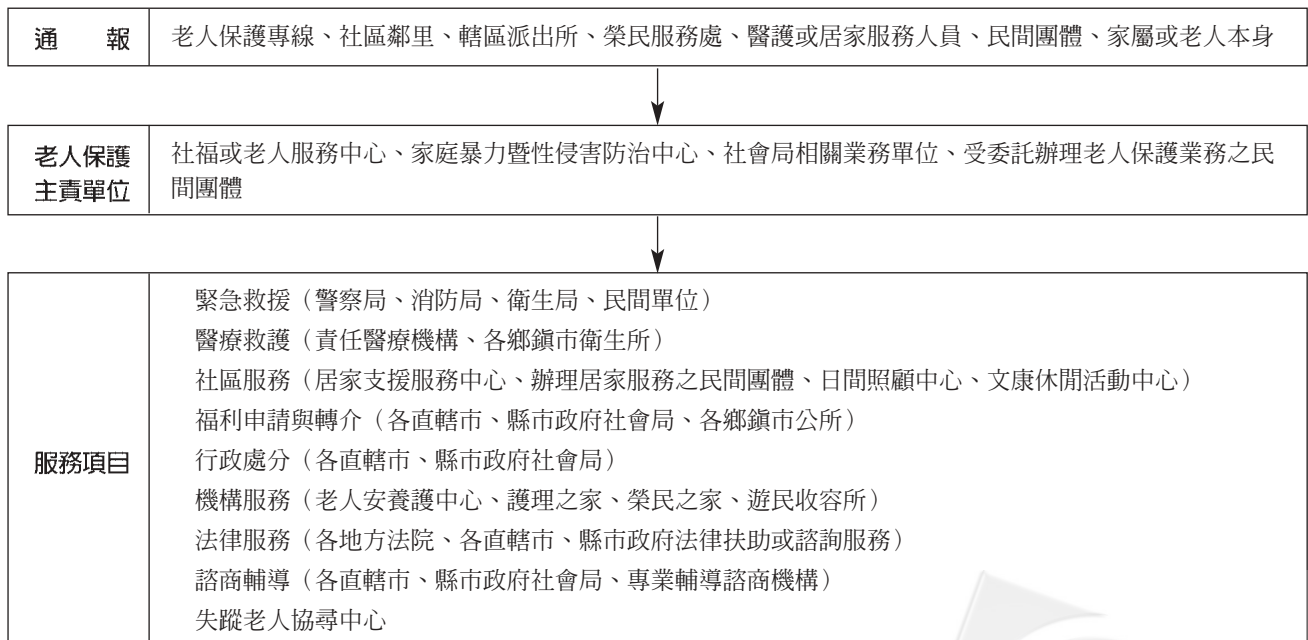 通　　報
老人保護專線、社區鄰里、轄區派出所、榮民服務處、醫護或居家服務人員、民間團體、家屬或老人本身
老人保護
主責單位
社福或老人服務中心、家庭暴力暨性侵害防治中心、社會局相關業務單位、受委託辦理老人保護業務之民
間團體
服務項目
緊急救援（警察局、消防局、衛生局、民間單位）
醫療救護（責任醫療機構、各鄉鎮市衛生所）
社區服務（居家支援服務中心、辦理居家服務之民間團體、日間照顧中心、文康休閒活動中心）
福利申請與轉介（各直轄市、縣市政府社會局、各鄉鎮市公所）
行政處分（各直轄市、縣市政府社會局）
機構服務（老人安養護中心、護理之家、榮民之家、遊民收容所）
法律服務（各地方法院、各直轄市、縣市政府法律扶助或諮詢服務）
諮商輔導（各直轄市、縣市政府社會局、專業輔導諮商機構）
失蹤老人協尋中心